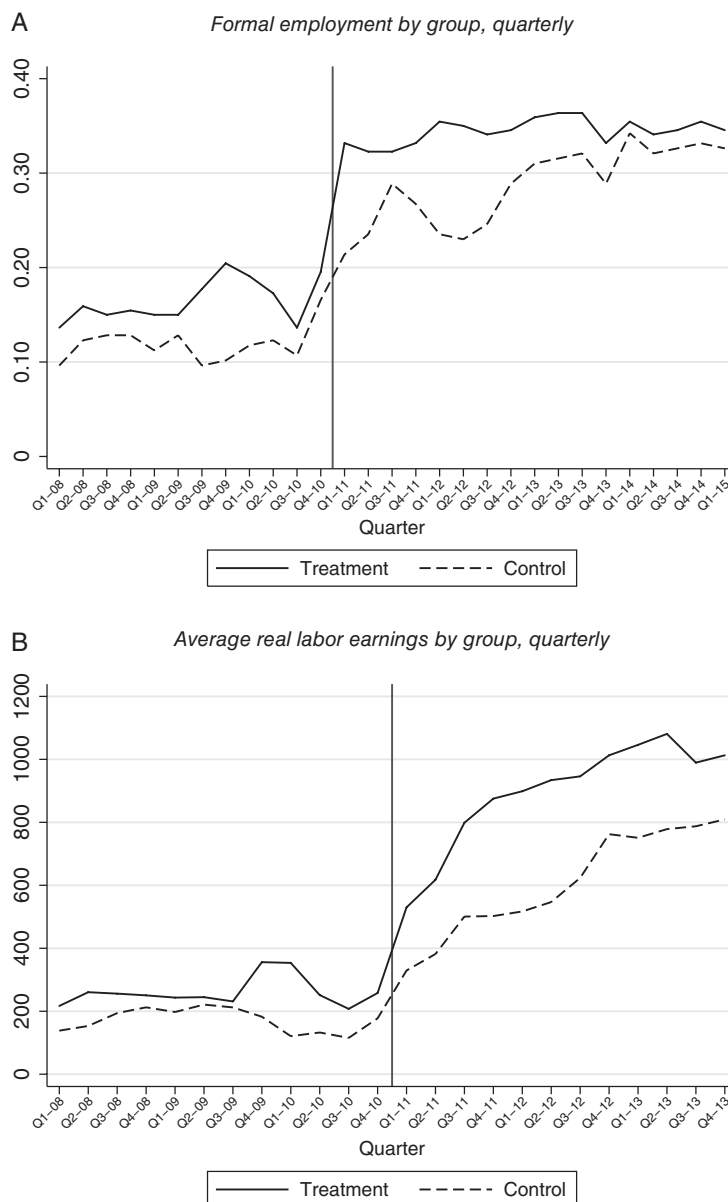 A
Formal employment by group, quarterly
0.40
0.30
0.20
0.10
0
Q1–08
Q2–08
Q3–08
Q4–08
Q1–09
Q2–09
Q3–09
Q4–09
Q1–10
Q2–10
Q3–10
Q4–10
Q1–11
Q2–11
Q3–11
Q4–11
Q1–12
Q2–12
Q3–12
Q4–12
Q1–13
Q2–13
Q3–13
Q4–13
Q1–14
Q2–14
Q3–14
Q4–14
Q1–15
Quarter
Treatment Control
B
Average real labor earnings by group, quarterly
1200
1000
800
600
400
200
0
Q1–08
Q2–08
Q3–08
Q4–08
Q1–09
Q2–09
Q3–09
Q4–09
Q1–10
Q2–10
Q3–10
Q4–10
Q1–11
Q2–11
Q3–11
Q4–11
Q1–12
Q2–12
Q3–12
Q4–12
Q1–13
Q2–13
Q3–13
Q4–13
Quarter
Treatment Control